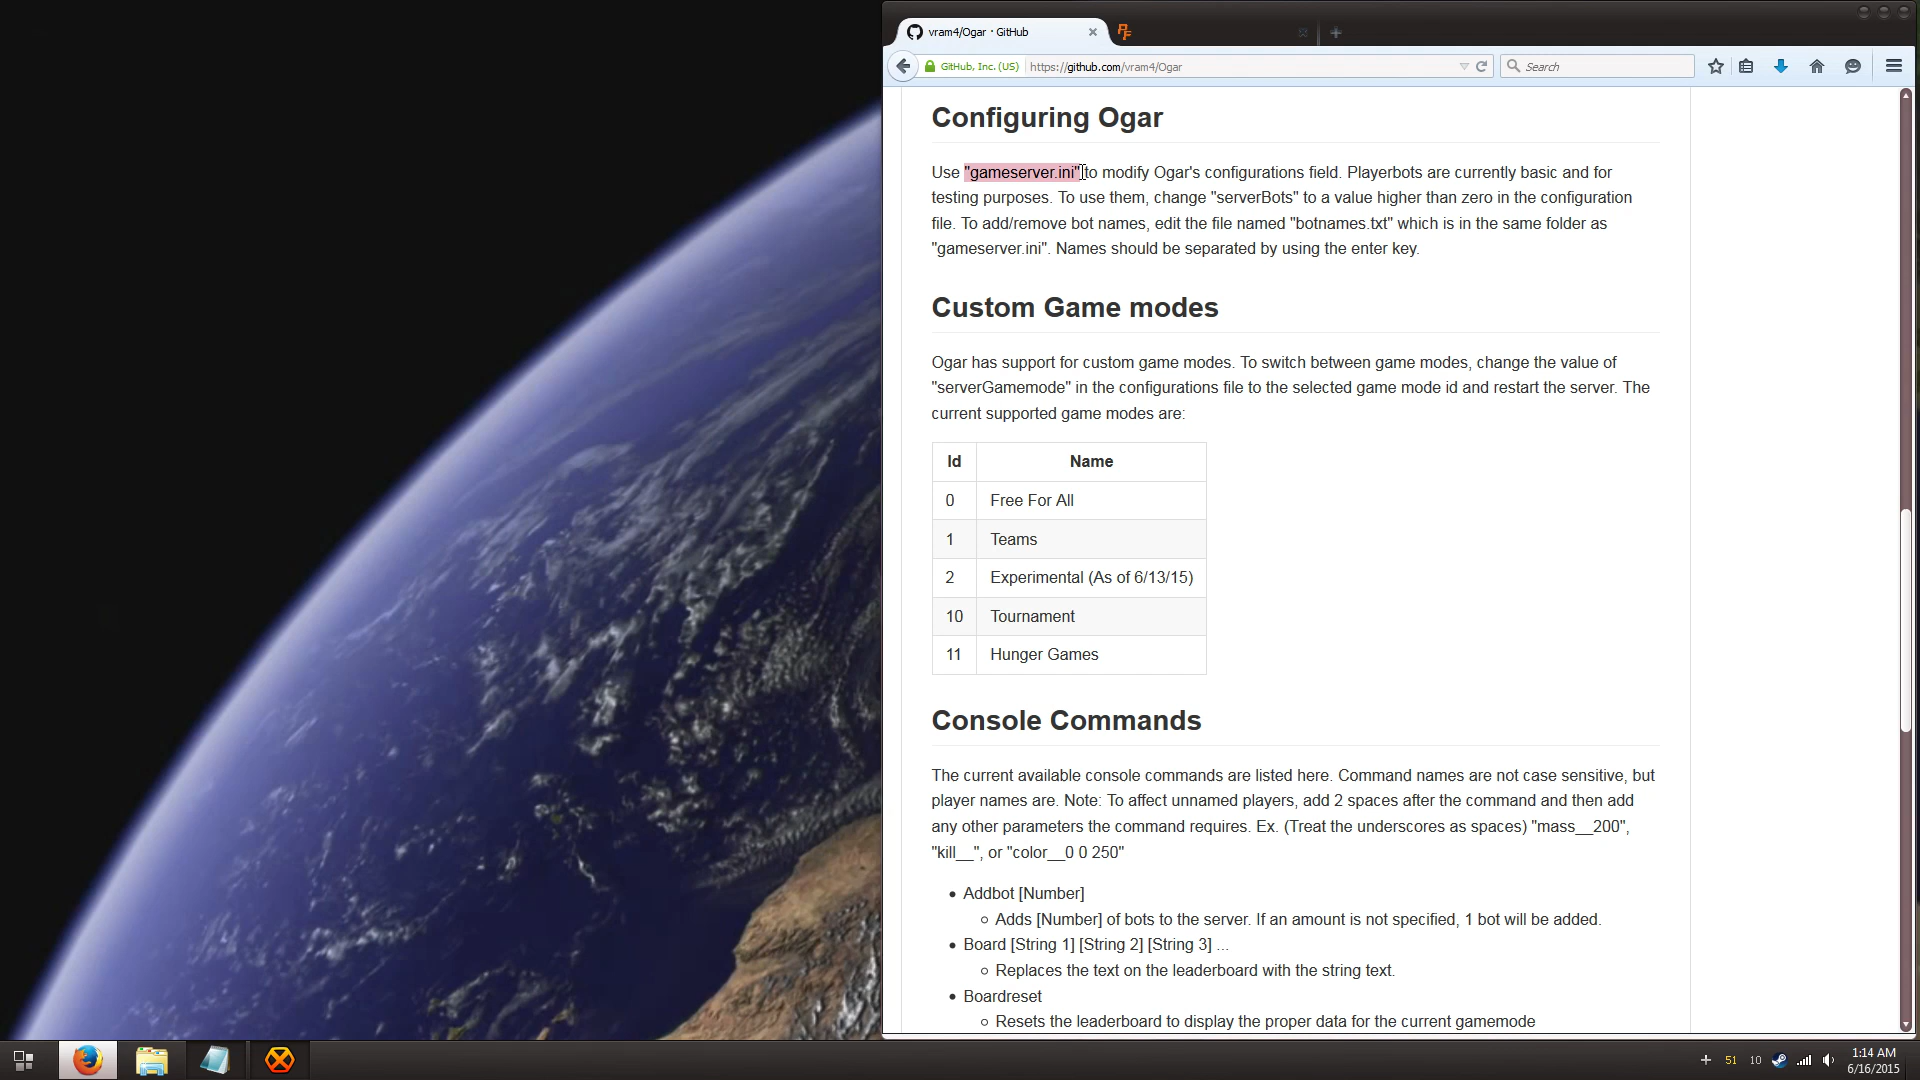 vram4/Ogar · GitHub
GitHub, Inc. (US)
https://github.com/vram4/Ogar
Search
Configuring Ogar
Use "gameserver.ini" to modify Ogar's configurations field. Playerbots are currently basic and for
testing purposes. To use them, change "serverBots" to a value higher than zero in the configuration
file. To add/remove bot names, edit the file named "botnames.txt" which is in the same folder as
"gameserver.ini". Names should be separated by using the enter key.
Custom Game modes
Ogar has support for custom game modes. To switch between game modes, change the value of
"serverGamemode" in the configurations file to the selected game mode id and restart the server. The
current supported game modes are:
Id Name
0 Free For All
1 Teams
2 Experimental (As of 6/13/15)
10 Tournament
11 Hunger Games
Console Commands
The current available console commands are listed here. Command names are not case sensitive, but
player names are. Note: To affect unnamed players, add 2 spaces after the command and then add
any other parameters the command requires. Ex. (Treat the underscores as spaces) "mass__200",
"kill__", or "color__0 0 250"
• Addbot [Number]
○ Adds [Number] of bots to the server. If an amount is not specified, 1 bot will be added.
• Board [String 1] [String 2] [String 3] ...
○ Replaces the text on the leaderboard with the string text.
• Boardreset
○ Resets the leaderboard to display the proper data for the current gamemode
51 10
1:14 AM
6/16/2015